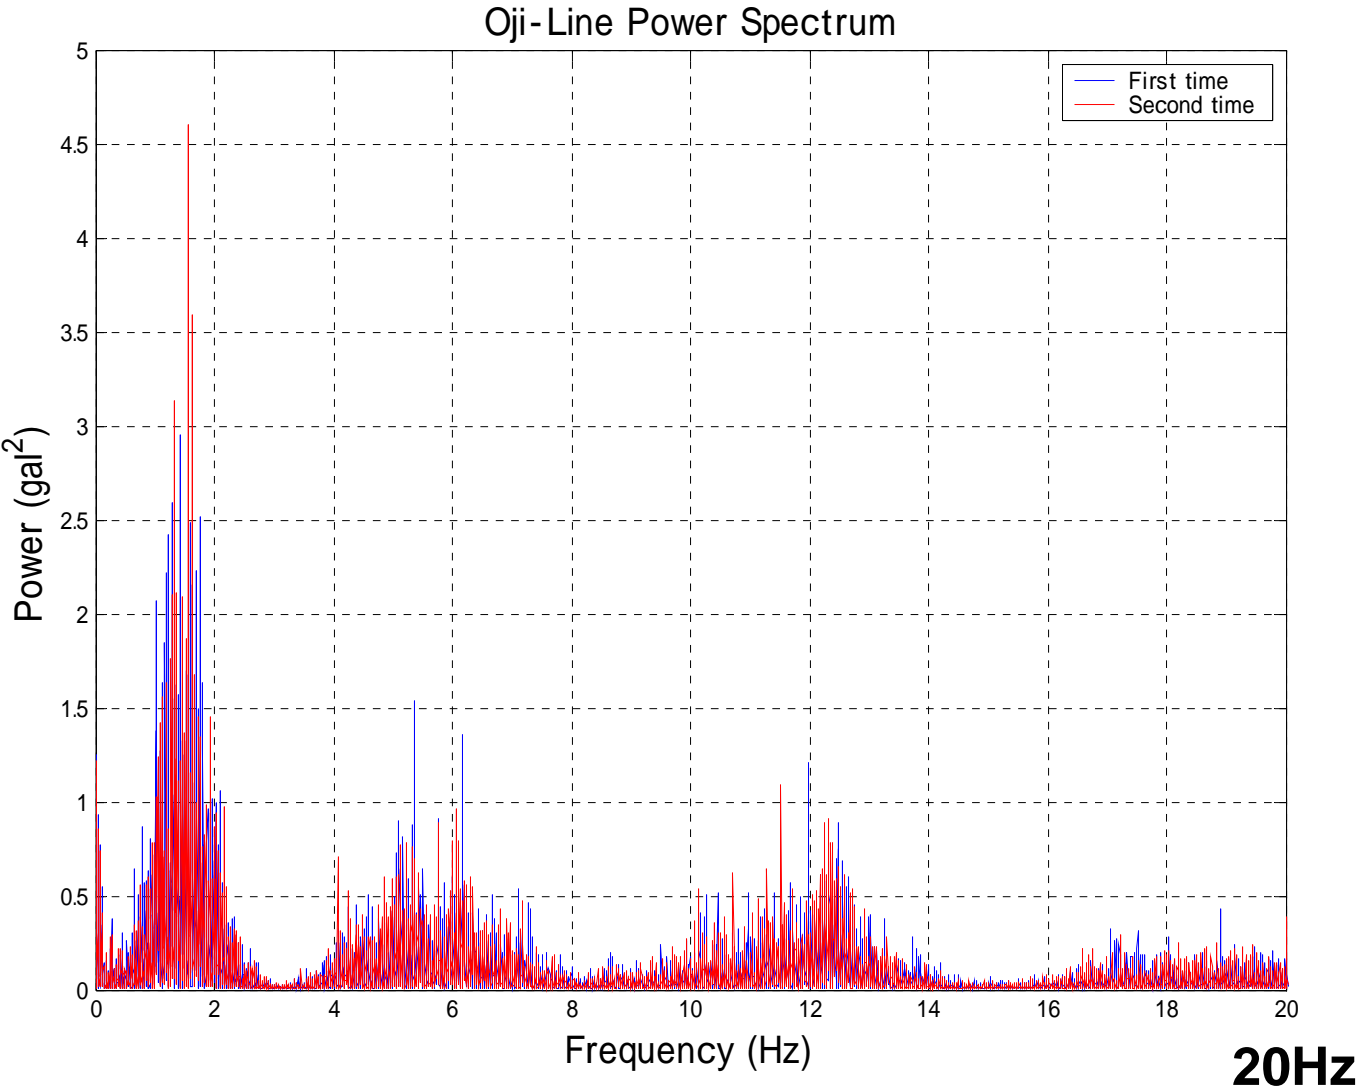 Oji-Line Power Spectrum
First time
Second time
5
4.5
4
3.5
3
2.5
2
1.5
1
0.5
0
Power (gal²)
0 2 4 6 8 10 12 14 16 18 20
Frequency (Hz)
20Hz